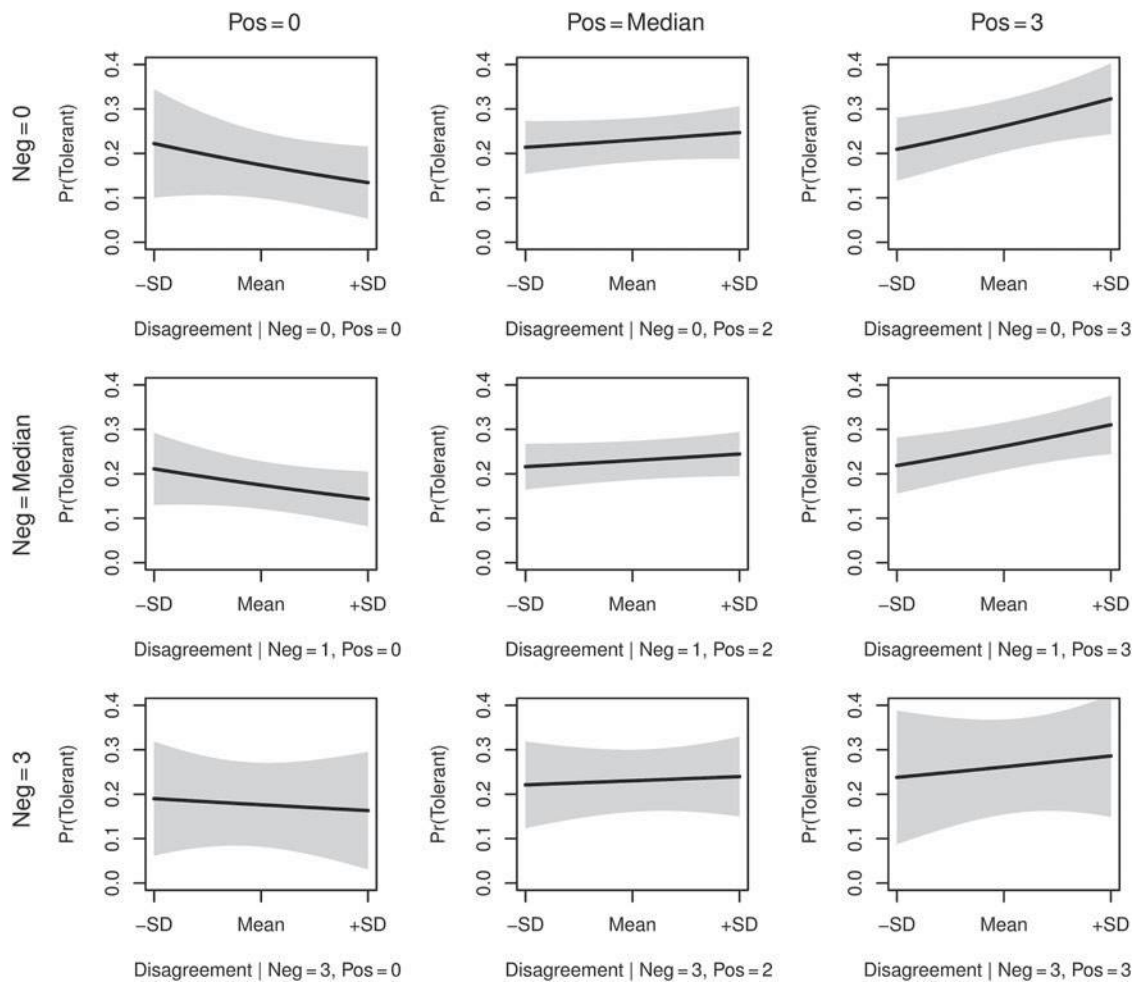 Pos=0
Pos=Median
Pos=3
Neg=0
Pr(Tolerant)
0.0 0.1 0.2 0.3 0.4
−SD Mean +SD
Disagreement | Neg=0, Pos=0
Pr(Tolerant)
0.0 0.1 0.2 0.3 0.4
−SD Mean +SD
Disagreement | Neg=0, Pos=2
Pr(Tolerant)
0.0 0.1 0.2 0.3 0.4
−SD Mean +SD
Disagreement | Neg=0, Pos=3
Neg=Median
Pr(Tolerant)
0.0 0.1 0.2 0.3 0.4
−SD Mean +SD
Disagreement | Neg=1, Pos=0
Pr(Tolerant)
0.0 0.1 0.2 0.3 0.4
−SD Mean +SD
Disagreement | Neg=1, Pos=2
Pr(Tolerant)
0.0 0.1 0.2 0.3 0.4
−SD Mean +SD
Disagreement | Neg=1, Pos=3
Neg=3
Pr(Tolerant)
0.0 0.1 0.2 0.3 0.4
−SD Mean +SD
Disagreement | Neg=3, Pos=0
Pr(Tolerant)
0.0 0.1 0.2 0.3 0.4
−SD Mean +SD
Disagreement | Neg=3, Pos=2
Pr(Tolerant)
0.0 0.1 0.2 0.3 0.4
−SD Mean +SD
Disagreement | Neg=3, Pos=3